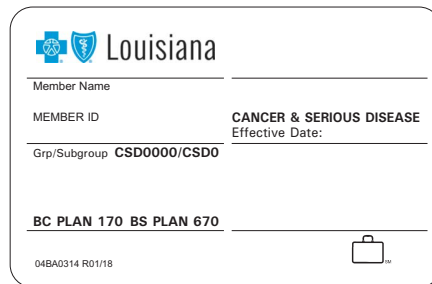 Louisiana
Member Name
MEMBER ID
CANCER & SERIOUS DISEASE
Effective Date:
Grp/Subgroup CSD0000/CSD0
BC PLAN 170 BS PLAN 670
04BA0314 R01/18
SM